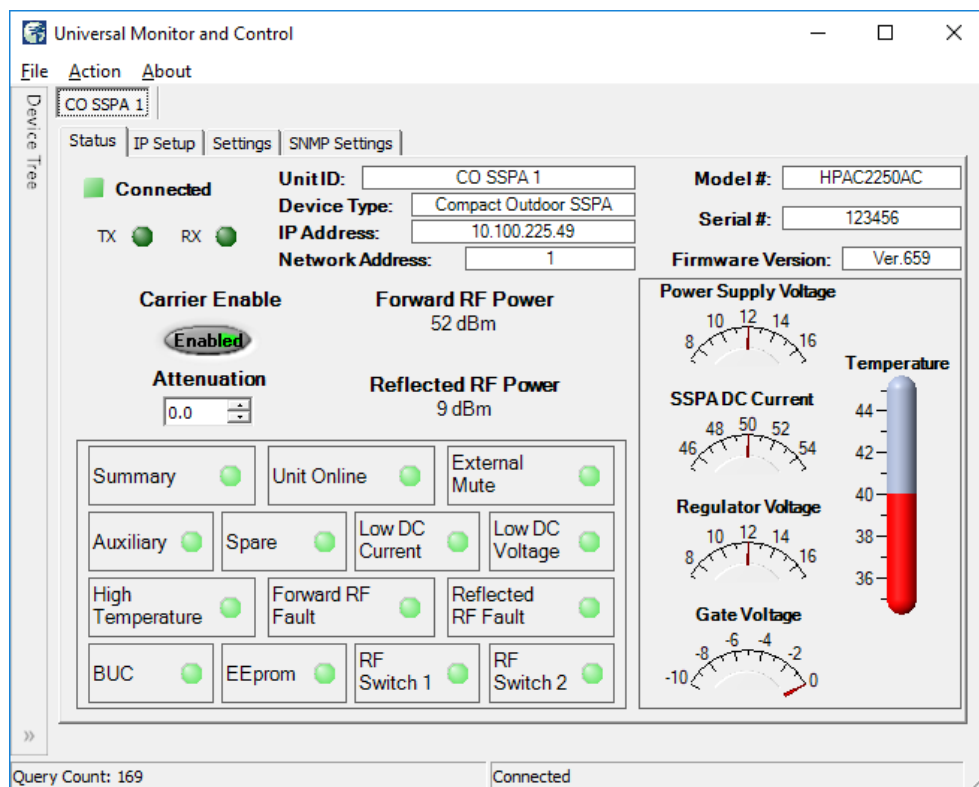 Universal Monitor and Control
File Action About
Device Tree
CO SSPA 1
Status IP Setup Settings SNMP Settings
Connected
TX RX
Unit ID: CO SSPA 1
Device Type: Compact Outdoor SSPA
IP Address: 10.100.225.49
Network Address: 1
Model #: HPAC2250AC
Serial #: 123456
Firmware Version: Ver.659
Carrier Enable
Enabled
Attenuation
0.0
Forward RF Power
52 dBm
Reflected RF Power
9 dBm
Summary
Unit Online
External
Mute
Auxiliary
Spare
Low DC
Current
Low DC
Voltage
High
Temperature
Forward RF
Fault
Reflected
RF Fault
BUC
EEprom
RF
Switch 1
RF
Switch 2
Power Supply Voltage
8 10 12 14 16
SSPA DC Current
46 48 50 52 54
Regulator Voltage
8 10 12 14 16
Gate Voltage
-10 -8 -6 -4 -2 0
Temperature
44
42
40
38
36
»
Query Count: 169
Connected